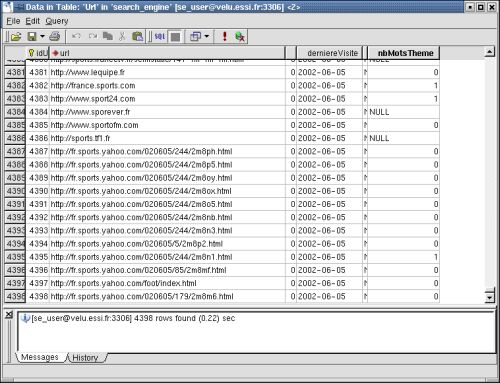 Data in Table: 'Url' in 'search_engine' [se_user@velu.essi.fr:3306] <2>
File Edit Query
SQL
idU url derniereVisite nbMotsTheme
4381 4381 http://www.lequipe.fr 0 2002-06-05 N 0
4382 4382 http://france.sports.com 0 2002-06-05 N 1
4383 4383 http://www.sport24.com 0 2002-06-05 N 1
4384 4384 http://www.sporever.fr 0 2002-06-05 N NULL
4385 4385 http://www.sportofm.com 0 2002-06-05 N 0
4386 4386 http://sports.tf1.fr 0 2002-06-05 N NULL
4387 4387 http://fr.sports.yahoo.com/020605/244/2m8pb.html 0 2002-06-05 N 0
4388 4388 http://fr.sports.yahoo.com/020605/244/2m8p5.html 0 2002-06-05 N 0
4389 4389 http://fr.sports.yahoo.com/020605/244/2m8oy.html 0 2002-06-05 N 0
4390 4390 http://fr.sports.yahoo.com/020605/244/2m8ox.html 0 2002-06-05 N 0
4391 4391 http://fr.sports.yahoo.com/020605/244/2m8o5.html 0 2002-06-05 N 0
4392 4392 http://fr.sports.yahoo.com/020605/244/2m8nb.html 0 2002-06-05 N 0
4393 4393 http://fr.sports.yahoo.com/020605/244/2m8n3.html 0 2002-06-05 N 0
4394 4394 http://fr.sports.yahoo.com/020605/5/2m8p2.html 0 2002-06-05 N 0
4395 4395 http://fr.sports.yahoo.com/020605/244/2m8n1.html 0 2002-06-05 N 1
4396 4396 http://fr.sports.yahoo.com/020605/85/2m8mf.html 0 2002-06-05 N 0
4397 4397 http://fr.sports.yahoo.com/foot/index.html 0 2002-06-05 N 0
4398 4398 http://fr.sports.yahoo.com/020605/179/2m8m6.html 0 2002-06-05 N 0
[se_user@velu.essi.fr:3306] 4398 rows found (0.22) sec
Messages History